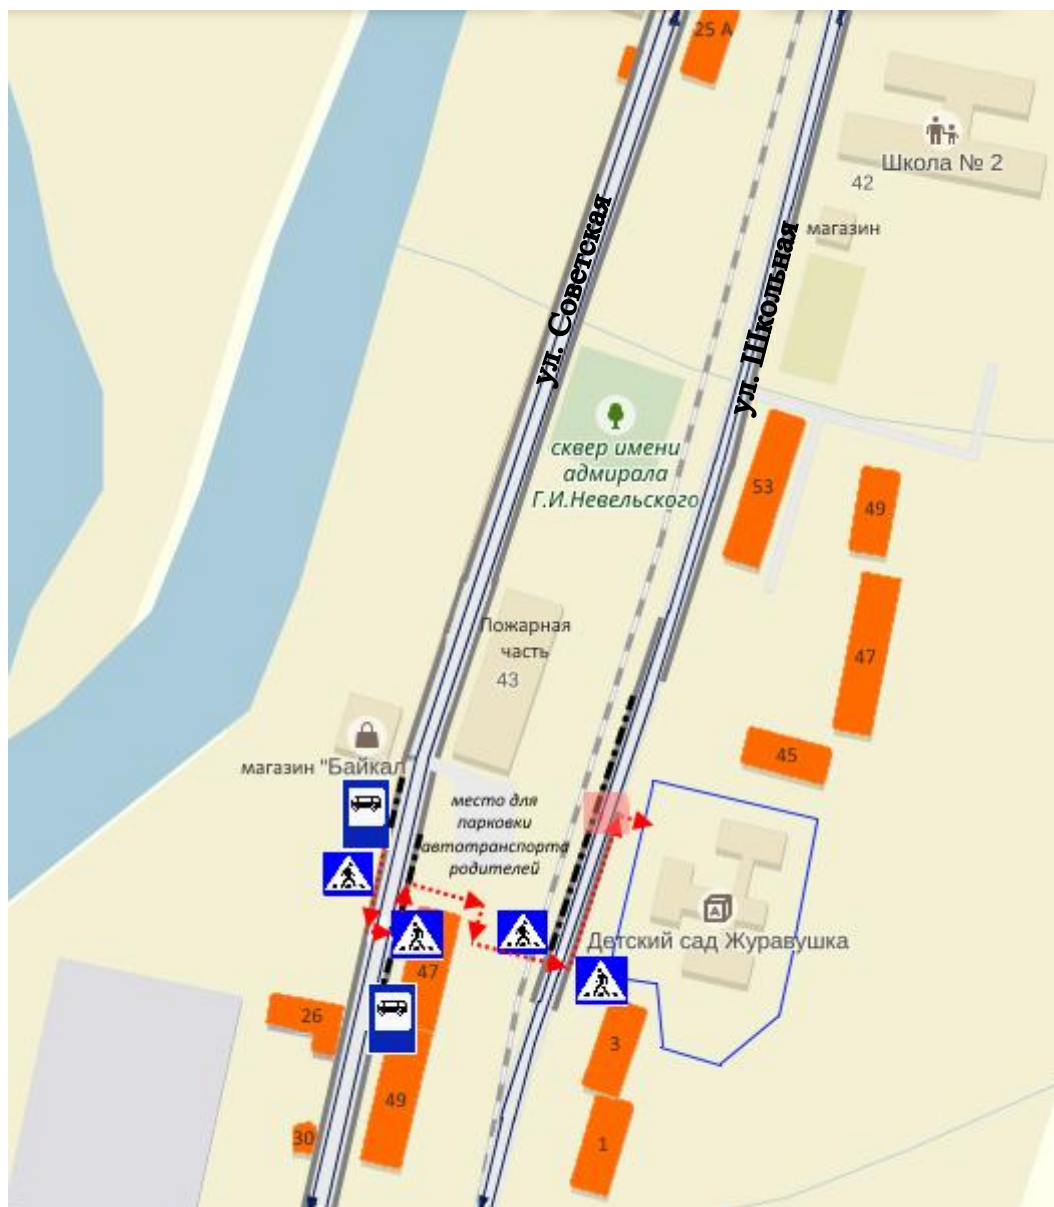 25 А
Школа № 2
42
магазин
ул. Советская
ул. Школьная
сквер имени
адмирала
Г.И.Невельского
53
49
Пожарная
часть
43
47
45
магазин "Байкал"
место для
парковки
автотранспорта
родителей
Детский сад Журавушка
47
26
3
49
30
1